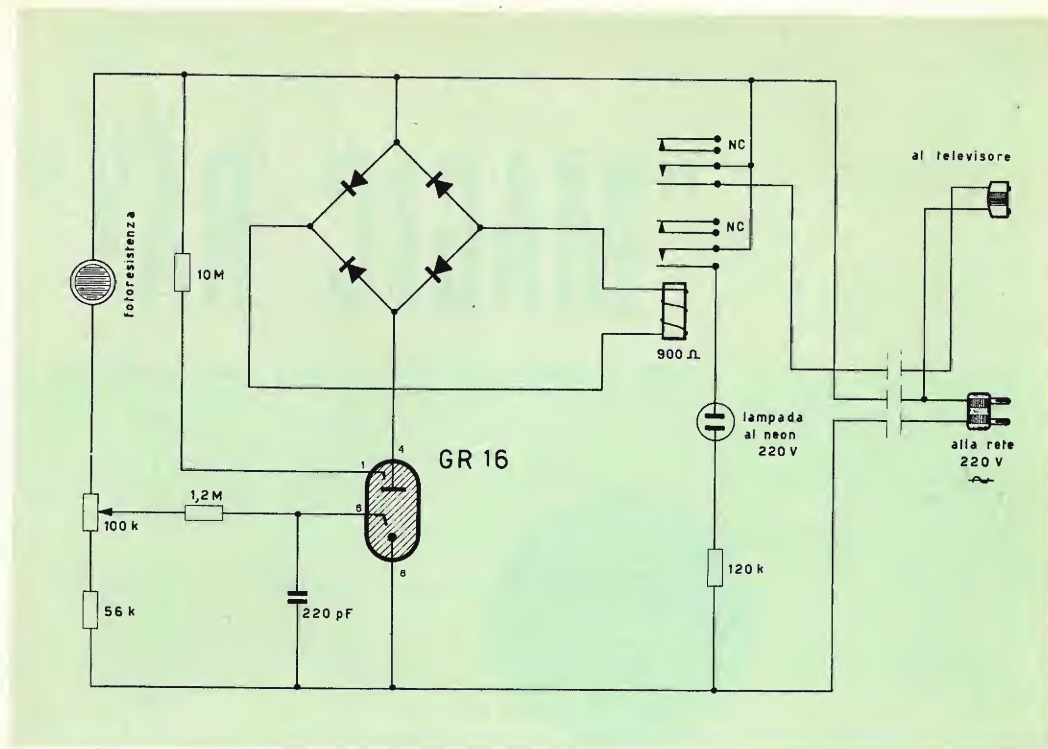 NC
al televisore
fotoresistenza
10M
NC
900 Ω
GR 16
4
1
lampada
al neon
220 V
alla rete
220 V
1,2M
6
100 k
8
120 k
56 k
220 pF